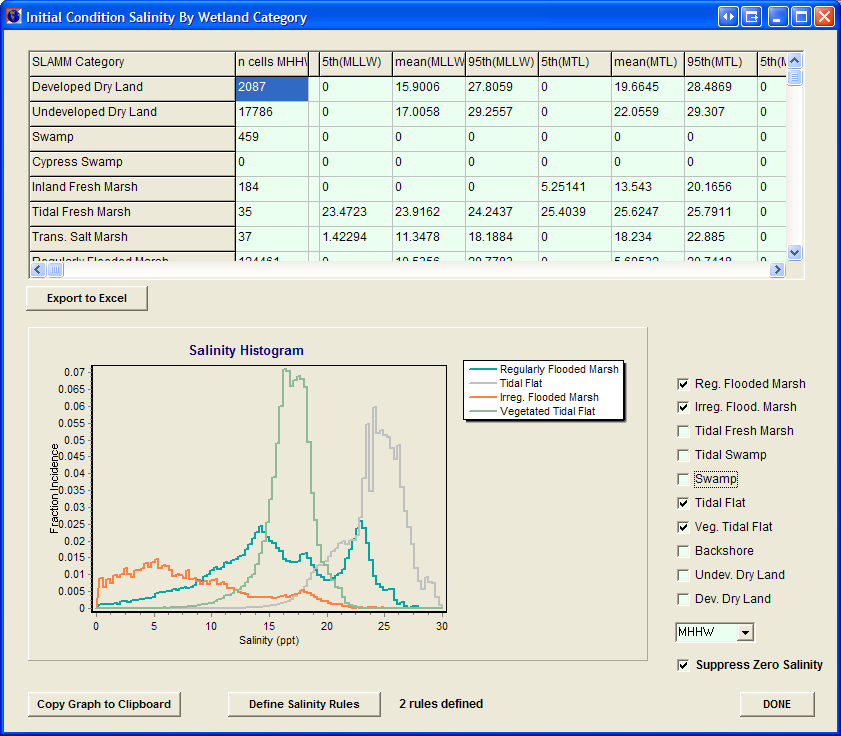 Initial Condition Salinity By Wetland Category
SLAMM Category n cells MHHW 5th(MLLW) mean(MLLW 95th(MLLW) 5th(MTL) mean(MTL) 95th(MTL) 5th(M
Developed Dry Land 2087 0 15.9006 27.8059 0 19.6645 28.4869 0
Undeveloped Dry Land 17786 0 17.0058 29.2557 0 22.0559 29.307 0
Swamp 459 0 0 0 0 0 0 0
Cypress Swamp 0 0 0 0 0 0 0 0
Inland Fresh Marsh 184 0 0 0 5.25141 13.543 20.1656 0
Tidal Fresh Marsh 35 23.4723 23.9162 24.2437 25.4039 25.6247 25.7911 0
Trans. Salt Marsh 37 1.42294 11.3478 18.1884 0 18.234 22.885 0
Regularly Flooded Marsh
Export to Excel
Salinity Histogram
Fraction Incidence
0.07
0.065
0.06
0.055
0.05
0.045
0.04
0.035
0.03
0.025
0.02
0.015
0.01
0.005
0
0 5 10 15 20 25 30
Salinity (ppt)
Regularly Flooded Marsh
Tidal Flat
Irreg. Flooded Marsh
Vegetated Tidal Flat
Reg. Flooded Marsh
Irreg. Flood. Marsh
Tidal Fresh Marsh
Tidal Swamp
Swamp
Tidal Flat
Veg. Tidal Flat
Backshore
Undev. Dry Land
Dev. Dry Land
MHHW
Suppress Zero Salinity
Copy Graph to Clipboard Define Salinity Rules 2 rules defined DONE